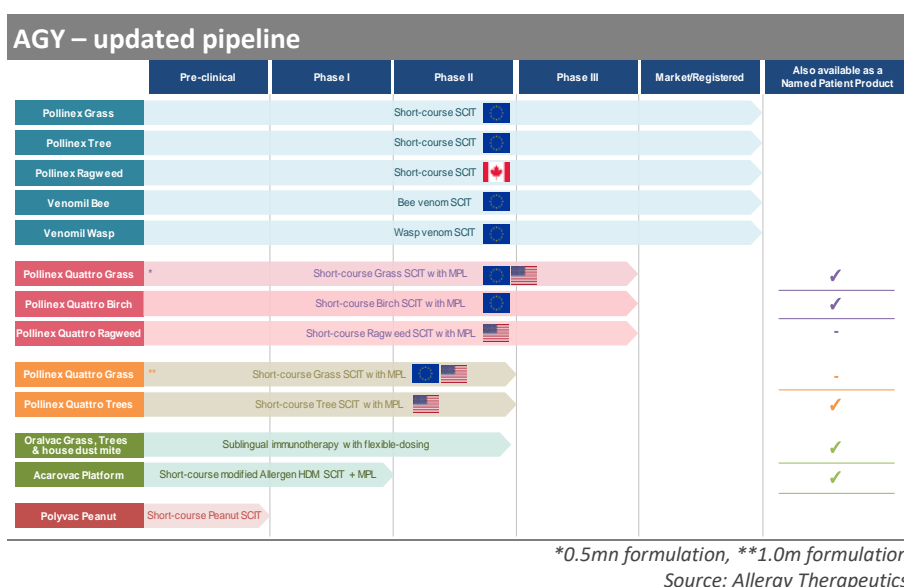 AGY – updated pipeline
Pre-clinical
Phase I
Phase II
Phase III
Market/Registered
Also available as a
Named Patient Product
Pollinex Grass
Short-course SCIT
Pollinex Tree
Short-course SCIT
Pollinex Ragweed
Short-course SCIT
Venomil Bee
Bee venom SCIT
Venomil Wasp
Wasp venom SCIT
Pollinex Quattro Grass
*
Short-course Grass SCIT with MPL
✓
Pollinex Quattro Birch
Short-course Birch SCIT with MPL
✓
Pollinex Quattro Ragweed
Short-course Ragweed SCIT with MPL
-
Pollinex Quattro Grass
**
Short-course Grass SCIT with MPL
-
Pollinex Quattro Trees
Short-course Tree SCIT with MPL
✓
Oralvac Grass, Trees
& house dust mite
Sublingual immunotherapy with flexible-dosing
✓
Acarovac Platform
Short-course modified Allergen HDM SCIT + MPL
✓
Polyvac Peanut
Short-course Peanut SCIT
*0.5mn formulation, **1.0m formulation
Source: Allergy Therapeutics